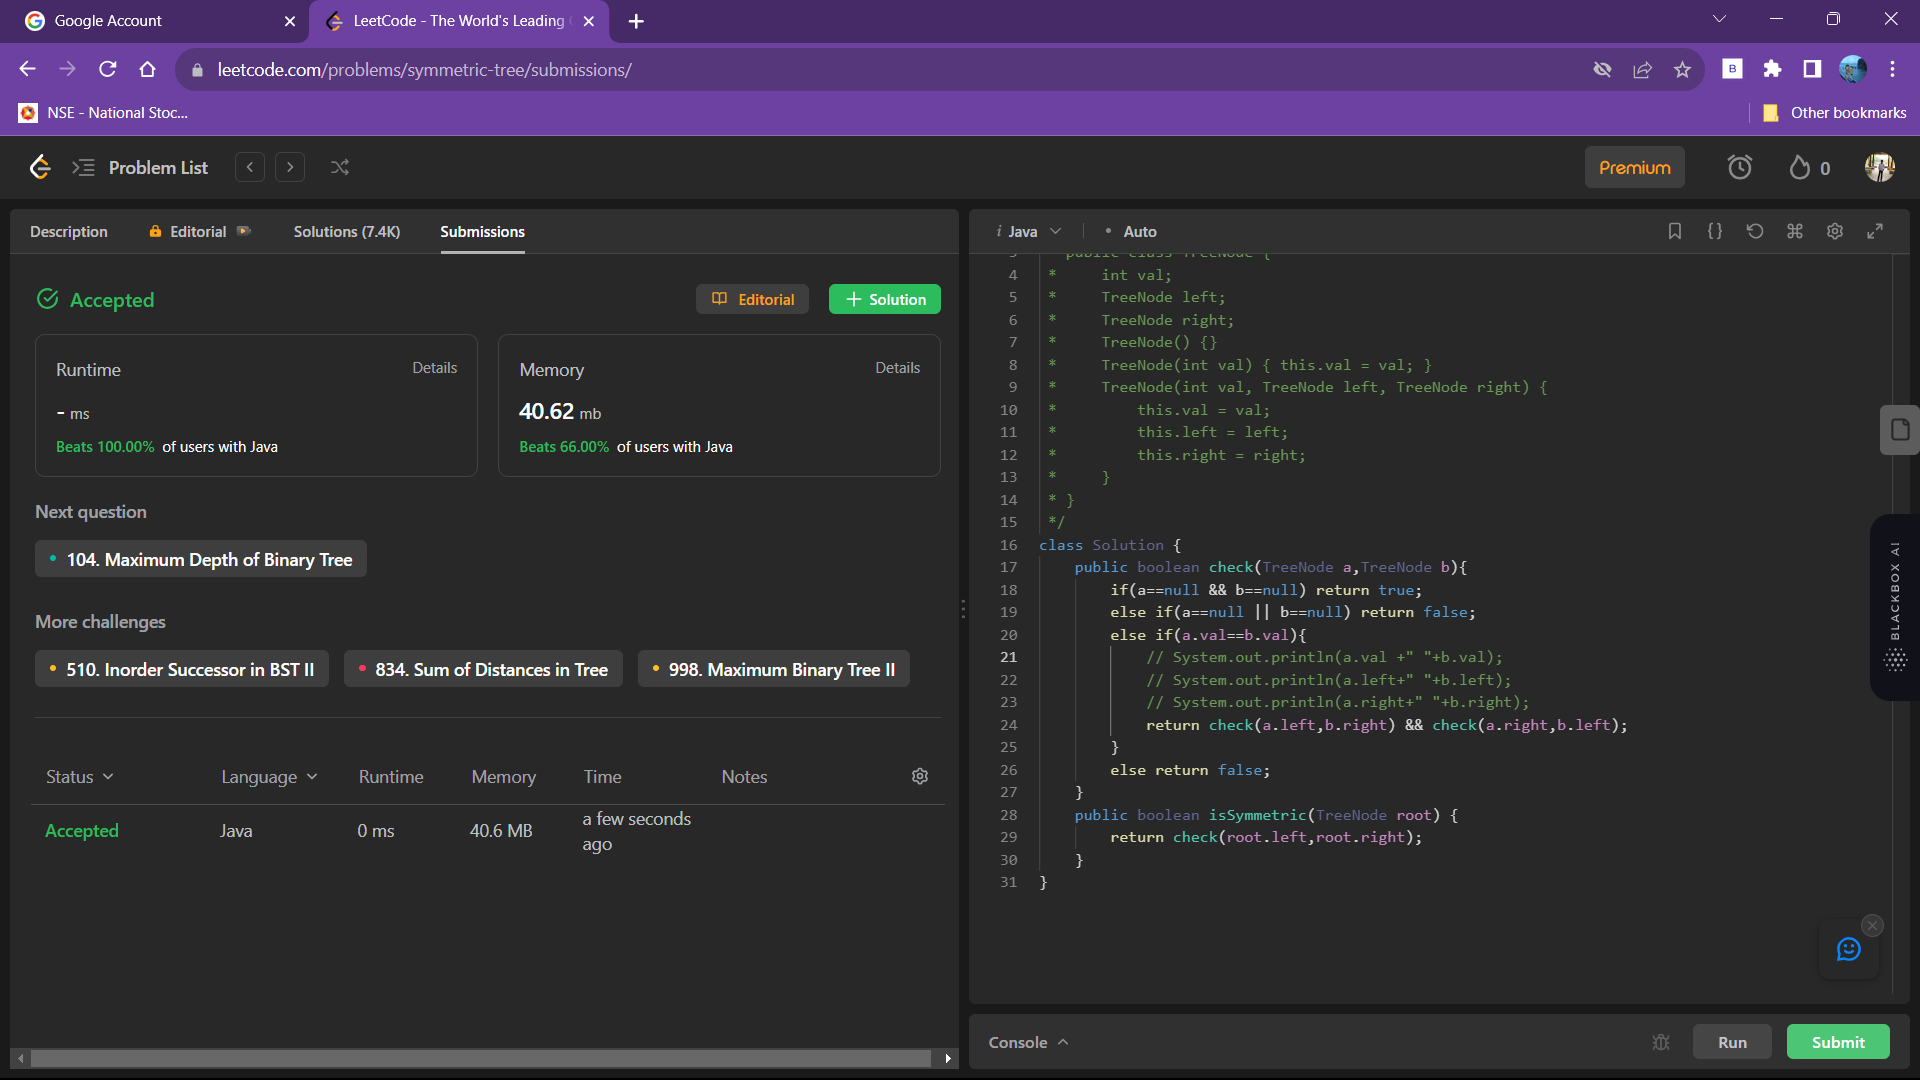 Google Account
LeetCode - The World's Leading
leetcode.com/problems/symmetric-tree/submissions/
B
NSE - National Stoc...
Other bookmarks
Problem List
Premium
0
Description
Editorial
Solutions (7.4K)
Submissions
Accepted
Editorial
Solution
Runtime
Details
- ms
Beats 100.00% of users with Java
Memory
Details
40.62 mb
Beats 66.00% of users with Java
Next question
104. Maximum Depth of Binary Tree
More challenges
510. Inorder Successor in BST II
834. Sum of Distances in Tree
998. Maximum Binary Tree II
Status
Language
Runtime
Memory
Time
Notes
Accepted
Java
0 ms
40.6 MB
a few seconds
ago
i Java
• Auto
3 * public class TreeNode {
4 *     int val;
5 *     TreeNode left;
6 *     TreeNode right;
7 *     TreeNode() {}
8 *     TreeNode(int val) { this.val = val; }
9 *     TreeNode(int val, TreeNode left, TreeNode right) {
10 *         this.val = val;
11 *         this.left = left;
12 *         this.right = right;
13 *     }
14 * }
15 */
16 class Solution {
17     public boolean check(TreeNode a,TreeNode b){
18         if(a==null && b==null) return true;
19         else if(a==null || b==null) return false;
20         else if(a.val==b.val){
21             // System.out.println(a.val +" "+b.val);
22             // System.out.println(a.left+" "+b.left);
23             // System.out.println(a.right+" "+b.right);
24             return check(a.left,b.right) && check(a.right,b.left);
25         }
26         else return false;
27     }
28     public boolean isSymmetric(TreeNode root) {
29         return check(root.left,root.right);
30     }
31 }
BLACKBOX AI
Console
Run
Submit